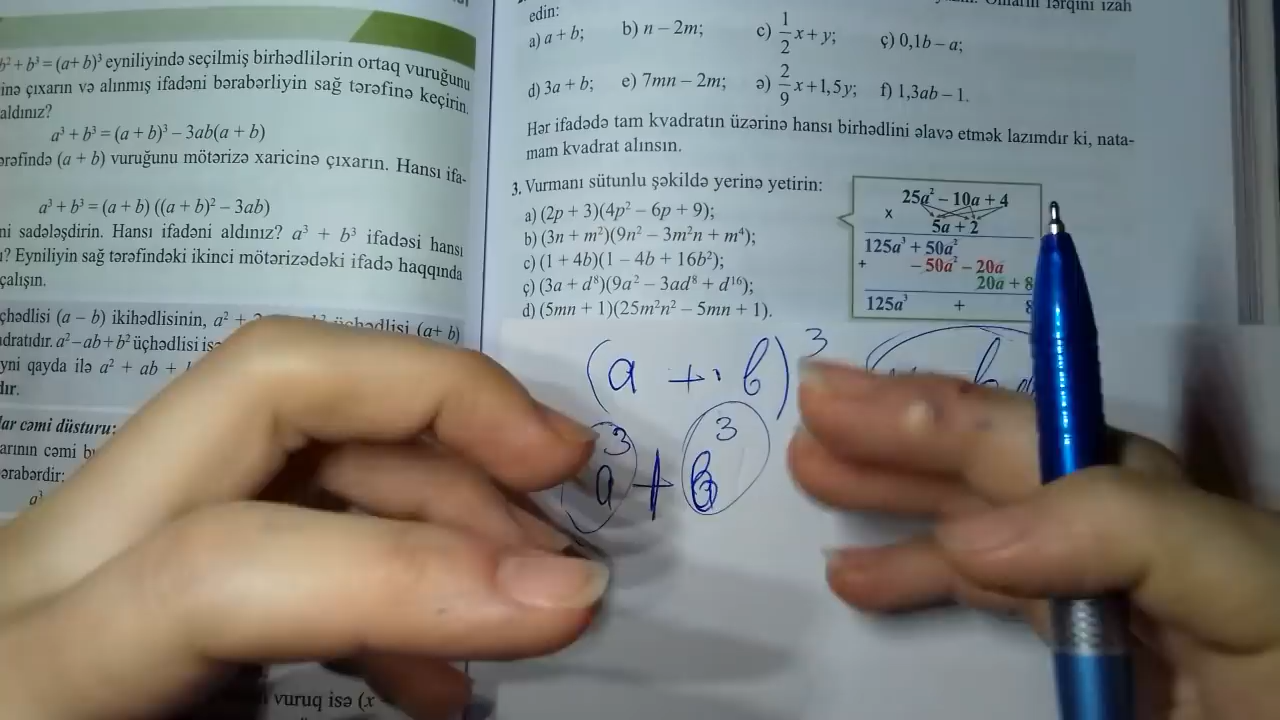 b² + b³ = (a + b)³ eyniliyində seçilmiş birhədlilərin ortaq vuruğunu
inə çıxarın və alınmış ifadəni bərabərliyin sağ tərəfinə keçirin.
aldınız?
a³ + b³ = (a + b)³ – 3ab(a + b)
ərəfində (a + b) vuruğunu mötərizə xaricinə çıxarın. Hansı ifa-
a³ + b³ = (a + b) ((a + b)² – 3ab)
ni sadələşdirin. Hansı ifadəni aldınız? a³ + b³ ifadəsi hansı
? Eyniliyin sağ tərəfindəki ikinci mötərizədəki ifadə haqqında
çalışın.
çhədlisi (a – b) ikihədlisinin, a² + üçhədlisi (a + b)
dratıdır. a² – ab + b² üçhədlisi isə
yni qayda ilə a² + ab +
dır.
lar cəmi düsturu:
arının cəmi
ərabərdir:
a³
vuruq isə (x
izah
edin:
a) a + b; b) n – 2m; c) 1/2 x + y; ç) 0,1b – a;
d) 3a + b; e) 7mn – 2m; ə) 2/9 x + 1,5y; f) 1,3ab – 1.
Hər ifadədə tam kvadratın üzərinə hansı birhədlini əlavə etmək lazımdır ki, nata-
mam kvadrat alınsın.
3. Vurmanı sütunlu şəkildə yerinə yetirin:
a) (2p + 3)(4p² – 6p + 9);
b) (3n + m²)(9n² – 3m²n + m⁴);
c) (1 + 4b)(1 – 4b + 16b²);
ç) (3a + d⁸)(9a² – 3ad⁸ + d¹⁶);
d) (5mn + 1)(25m²n² – 5mn + 1).
25a² – 10a + 4
x
5a + 2
125a³ + 50a²
+ – 50a² – 20a
20a + 8
125a³ + 8
(a + b)³
a³ + b³